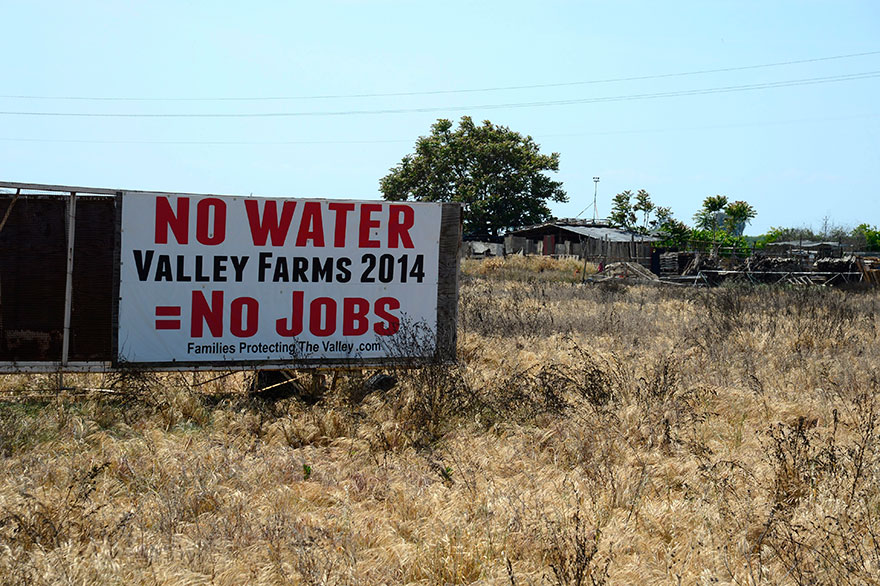 NO WATER
VALLEY FARMS 2014
=NO JOBS
Families Protecting The Valley .com